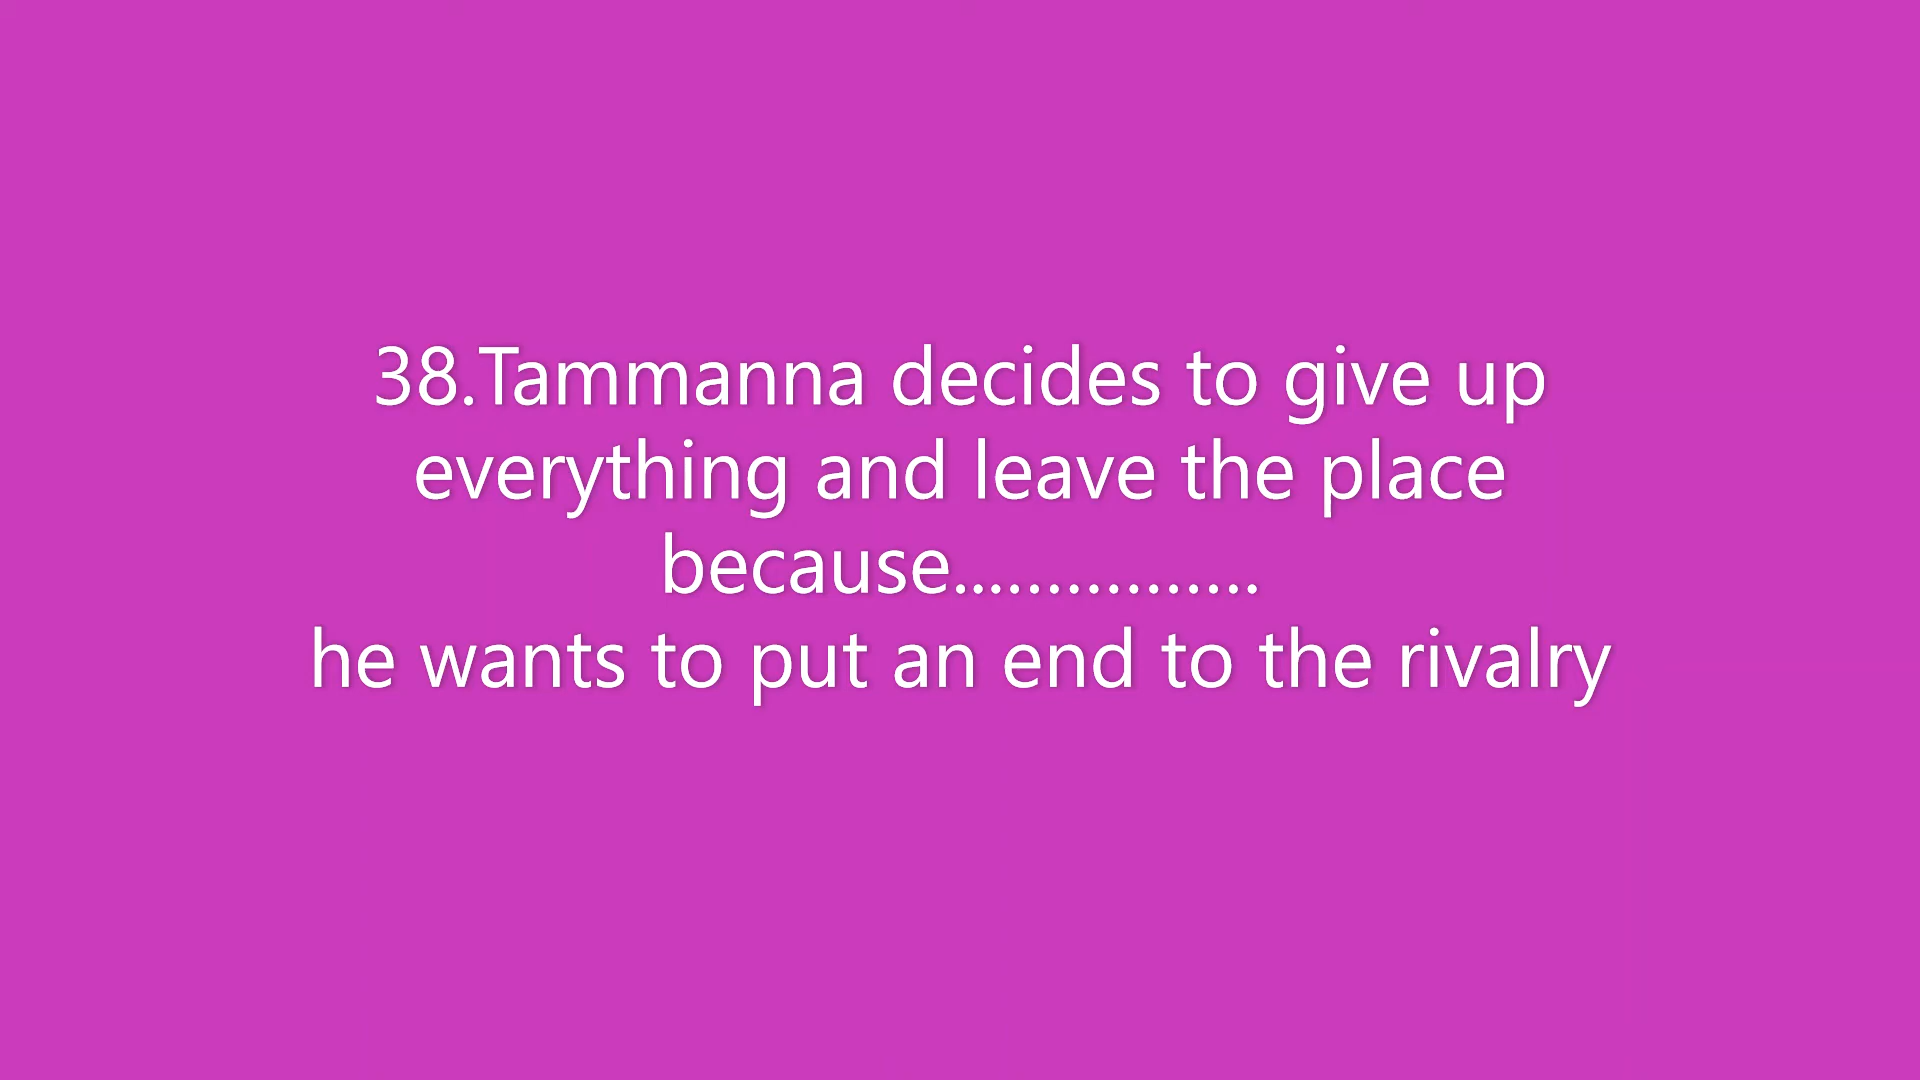 38.Tammanna decides to give up
everything and leave the place
because................
he wants to put an end to the rivalry